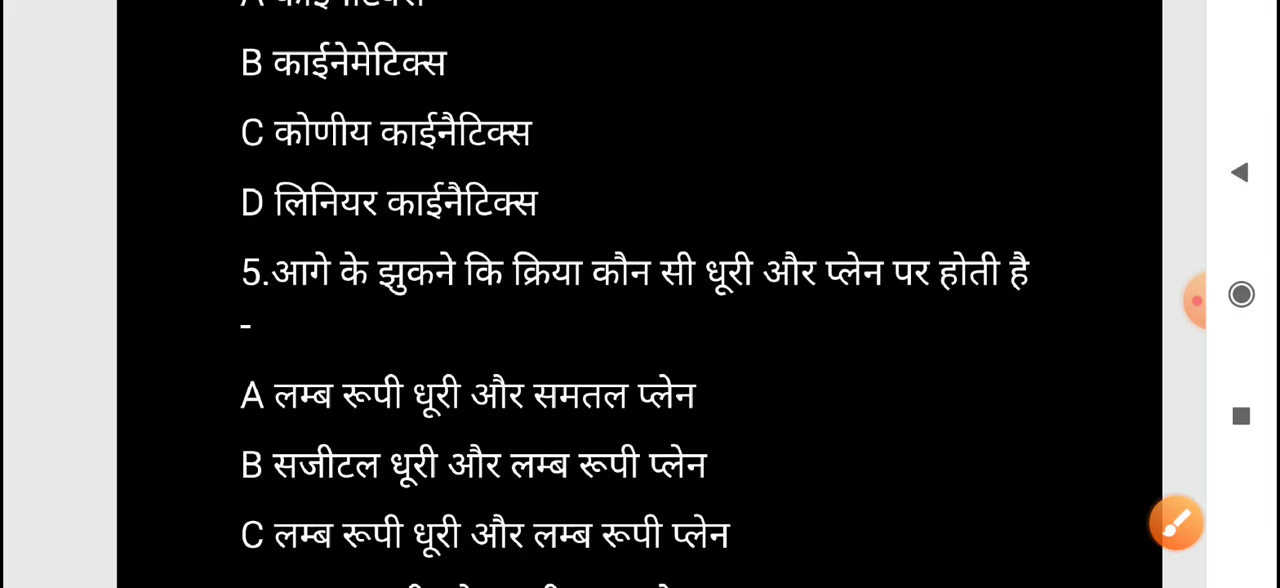 B काईनेमेटिक्स
C कोणीय काईनैटिक्स
D लिनियर काईनैटिक्स
5.आगे के झुकने कि क्रिया कौन सी धूरी और प्लेन पर होती है
-
A लम्ब रूपी धूरी और समतल प्लेन
B सजीटल धूरी और लम्ब रूपी प्लेन
C लम्ब रूपी धूरी और लम्ब रूपी प्लेन